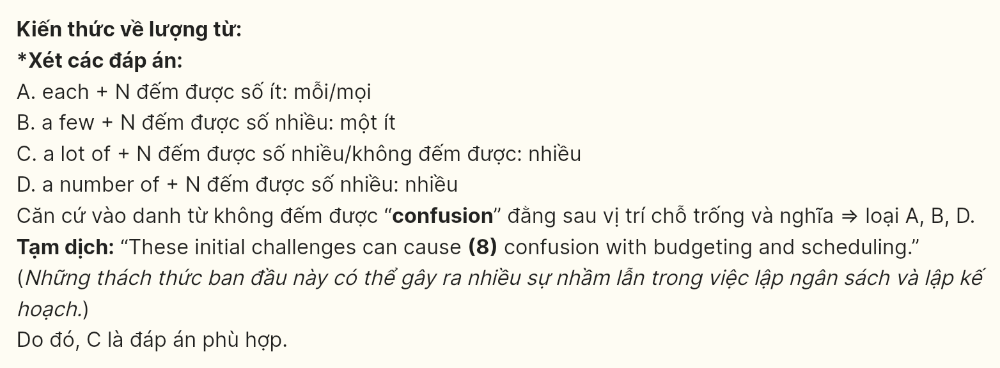 Kiến thức về lượng từ:
*Xét các đáp án:
A. each + N đếm được số ít: mỗi/mọi
B. a few + N đếm được số nhiều: một ít
C. a lot of + N đếm được số nhiều/không đếm được: nhiều
D. a number of + N đếm được số nhiều: nhiều
Căn cứ vào danh từ không đếm được “confusion” đằng sau vị trí chỗ trống và nghĩa ⇒ loại A, B, D.
Tạm dịch: “These initial challenges can cause (8) confusion with budgeting and scheduling.”
(Những thách thức ban đầu này có thể gây ra nhiều sự nhầm lẫn trong việc lập ngân sách và lập kế
hoạch.)
Do đó, C là đáp án phù hợp.